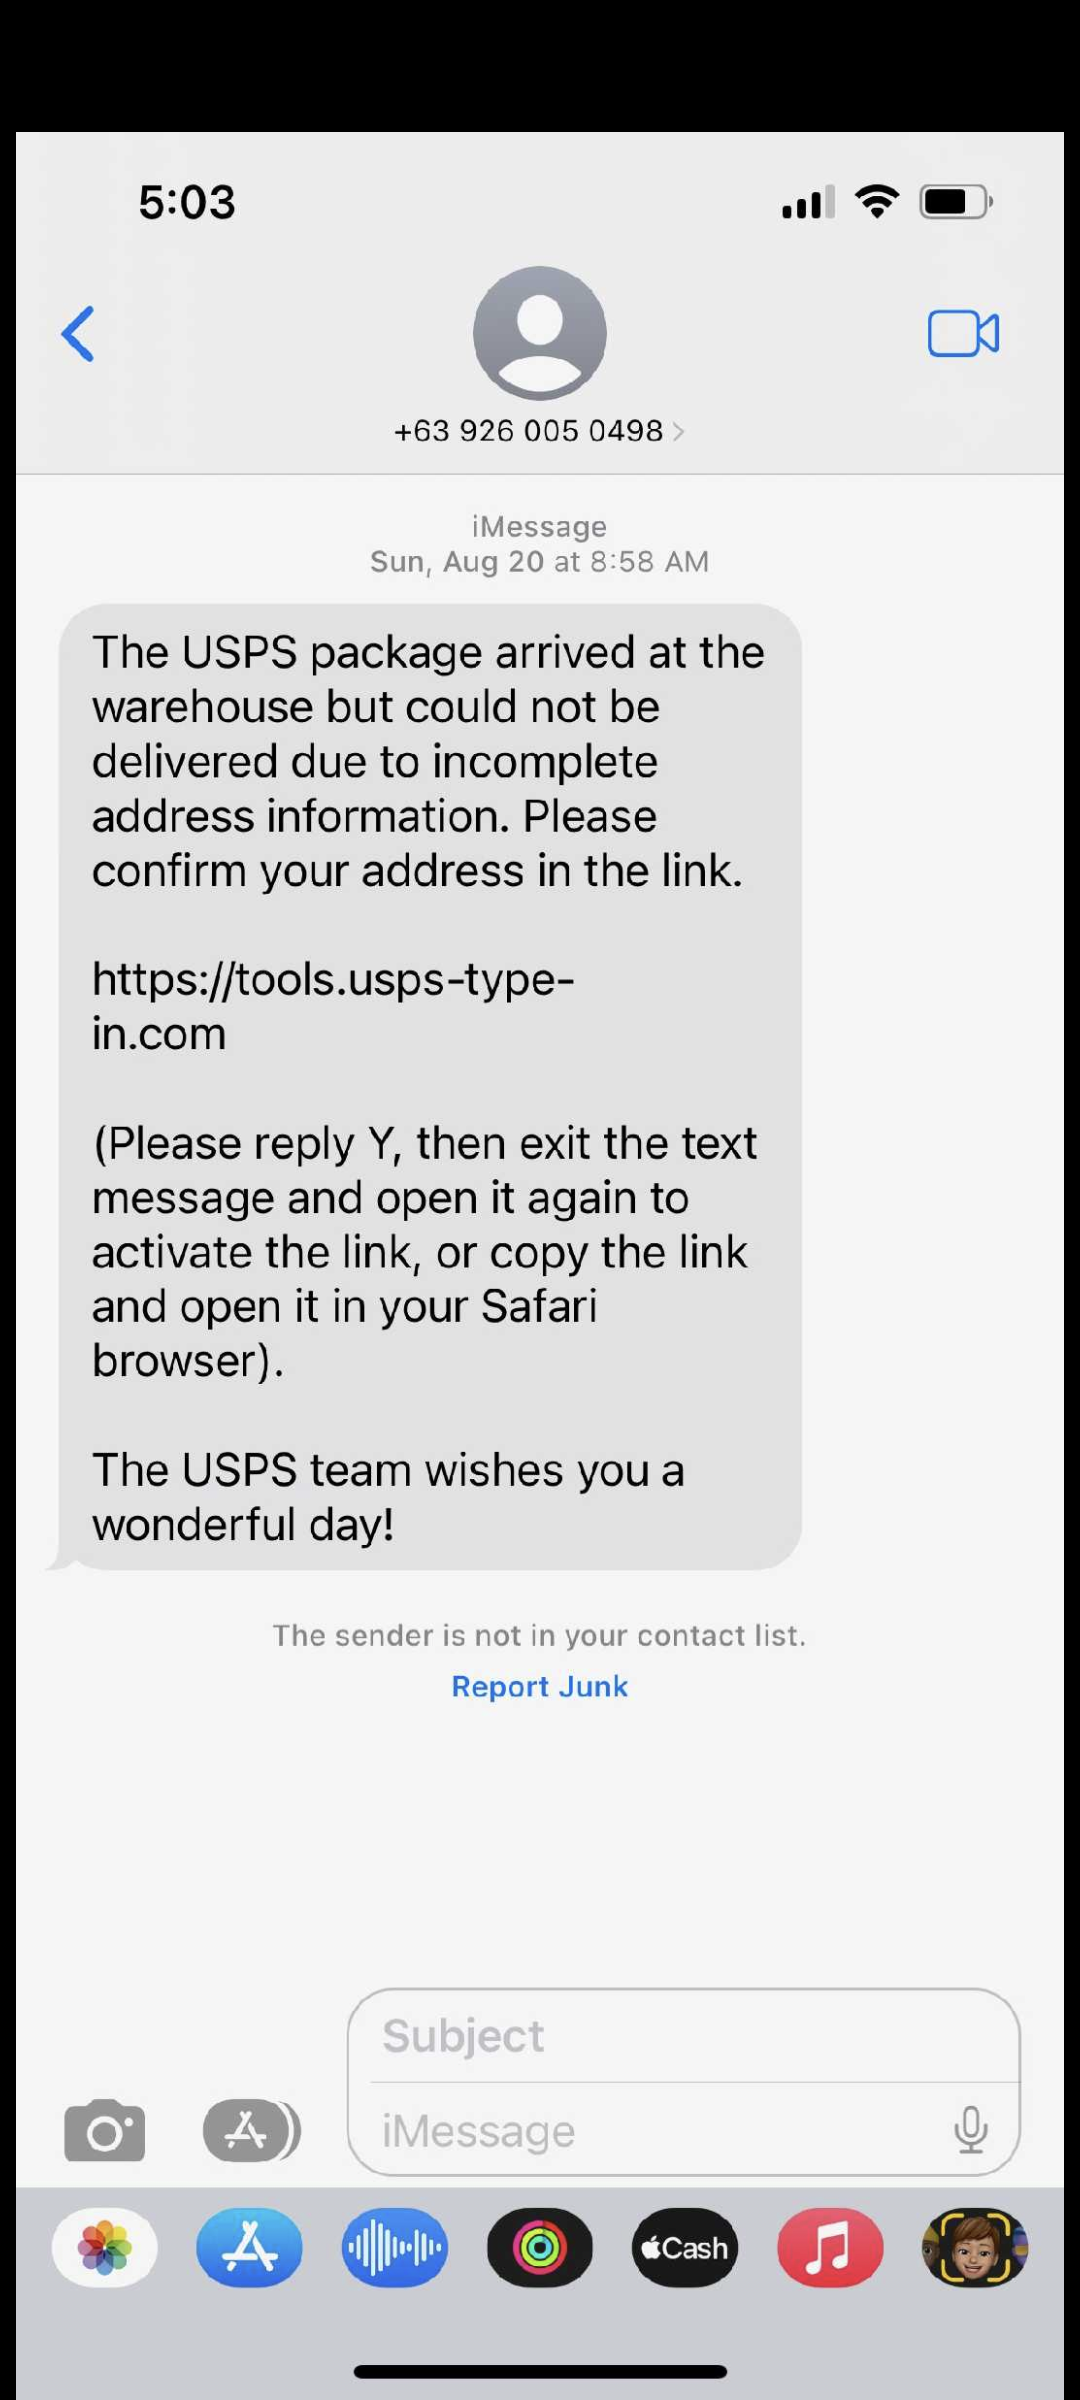 5:03
+63 926 005 0498 >
iMessage
Sun, Aug 20 at 8:58 AM
The USPS package arrived at the
warehouse but could not be
delivered due to incomplete
address information. Please
confirm your address in the link.
https://tools.usps-type-
in.com
(Please reply Y, then exit the text
message and open it again to
activate the link, or copy the link
and open it in your Safari
browser).
The USPS team wishes you a
wonderful day!
The sender is not in your contact list.
Report Junk
Subject
iMessage
Cash